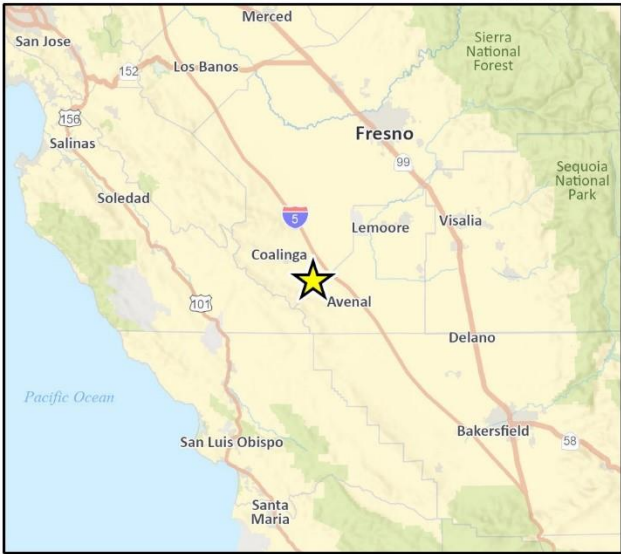 Merced
San Jose
Sierra
National
Forest
152
Los Banos
156
Fresno
Salinas
99
Sequoia
National
Park
Soledad
5
Lemoore
Visalia
Coalinga
101
Avenal
Delano
Pacific Ocean
Bakersfield
San Luis Obispo
58
Santa
Maria